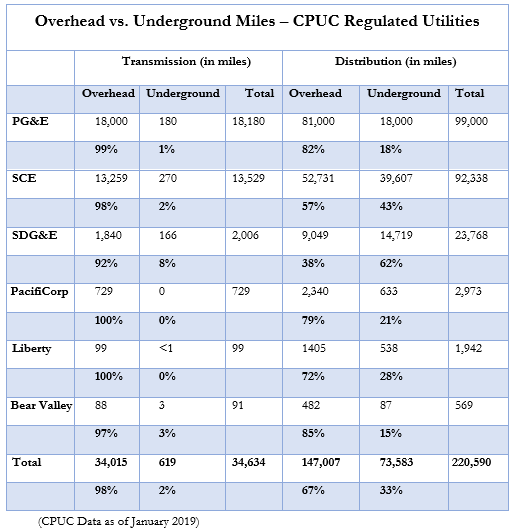 Overhead vs. Underground Miles – CPUC Regulated Utilities
Transmission (in miles) Distribution (in miles)
Overhead Underground Total Overhead Underground Total
PG&E 18,000 180 18,180 81,000 18,000 99,000
99% 1% 82% 18%
SCE 13,259 270 13,529 52,731 39,607 92,338
98% 2% 57% 43%
SDG&E 1,840 166 2,006 9,049 14,719 23,768
92% 8% 38% 62%
PacifiCorp 729 0 729 2,340 633 2,973
100% 0% 79% 21%
Liberty 99 <1 99 1405 538 1,942
100% 0% 72% 28%
Bear Valley 88 3 91 482 87 569
97% 3% 85% 15%
Total 34,015 619 34,634 147,007 73,583 220,590
98% 2% 67% 33%
(CPUC Data as of January 2019)